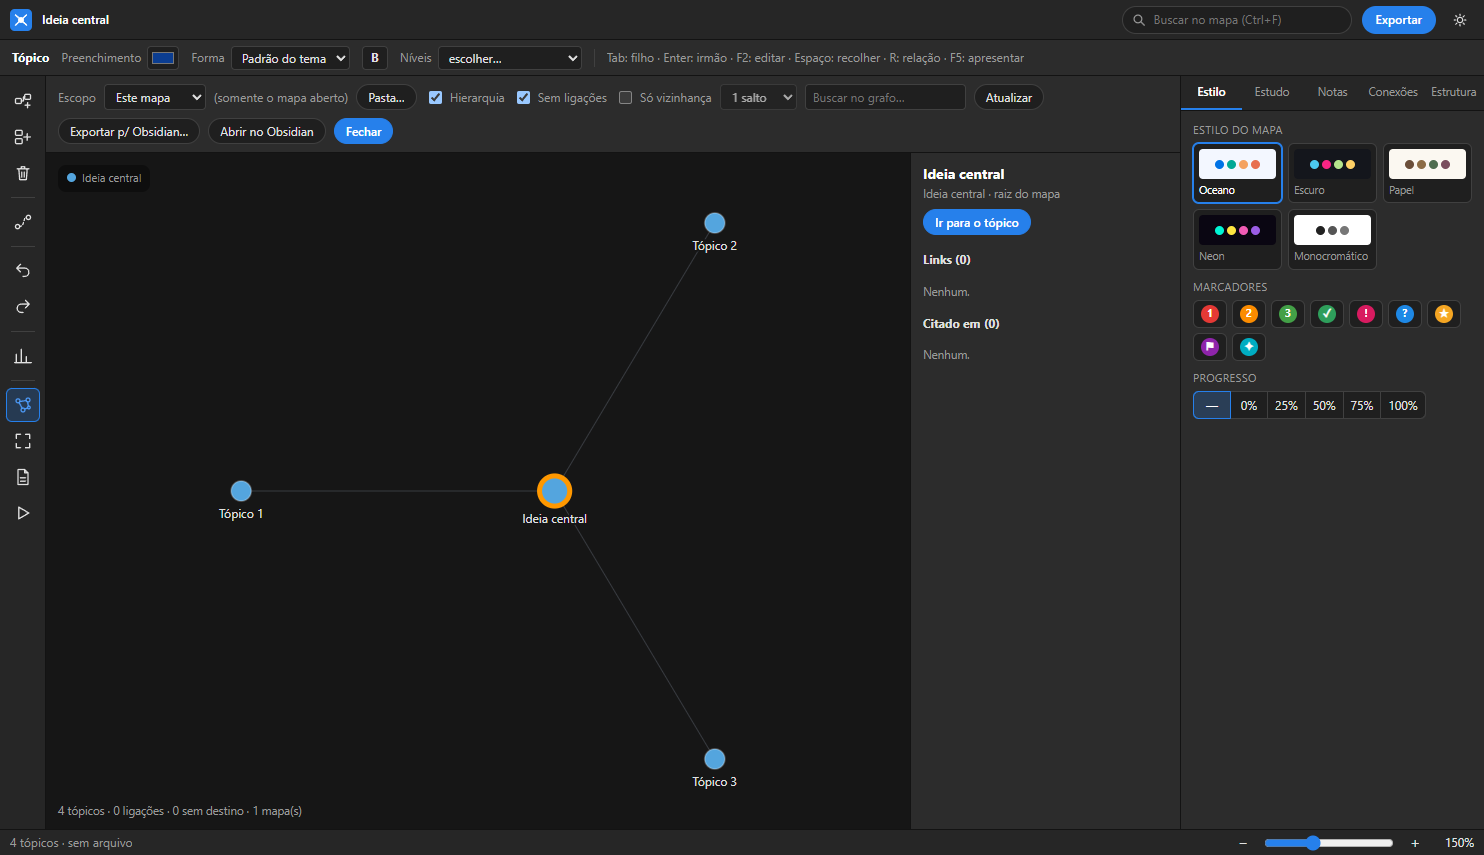 Ideia central
Buscar no mapa (Ctrl+F)
Exportar
Tópico
Preenchimento
Forma
Padrão do tema
B
Níveis
escolher...
Tab: filho · Enter: irmão · F2: editar · Espaço: recolher · R: relação · F5: apresentar
Escopo
Este mapa
(somente o mapa aberto)
Pasta...
Hierarquia
Sem ligações
Só vizinhança
1 salto
Buscar no grafo...
Atualizar
Exportar p/ Obsidian...
Abrir no Obsidian
Fechar
Ideia central
Tópico 2
Tópico 1
Ideia central
Tópico 3
4 tópicos · 0 ligações · 0 sem destino · 1 mapa(s)
Ideia central
Ideia central · raiz do mapa
Ir para o tópico
Links (0)
Nenhum.
Citado em (0)
Nenhum.
Estilo
Estudo
Notas
Conexões
Estrutura
ESTILO DO MAPA
Oceano
Escuro
Papel
Neon
Monocromático
MARCADORES
1
2
3
!
?
PROGRESSO
—
0%
25%
50%
75%
100%
4 tópicos · sem arquivo
−
+
150%